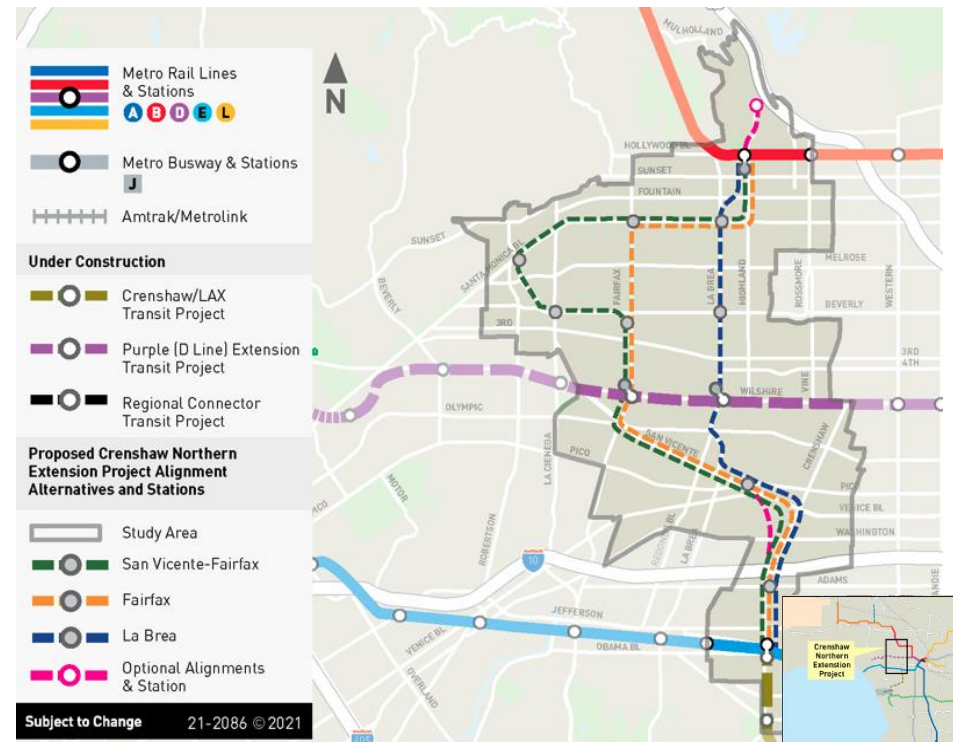 Metro Rail Lines
& Stations
A B D E L
Metro Busway & Stations
J
Amtrak/Metrolink
Under Construction
Crenshaw/LAX
Transit Project
Purple (D Line) Extension
Transit Project
Regional Connector
Transit Project
Proposed Crenshaw Northern
Extension Project Alignment
Alternatives and Stations
Study Area
San Vicente-Fairfax
Fairfax
La Brea
Optional Alignments
& Station
Subject to Change
21-2086 © 2021
N
MULHOLLAND
HOLLYWOOD BL
SUNSET
FOUNTAIN
SUNSET
SANTA MONICA BL
BEVERLY
FAIRFAX
LA BREA
HIGHLAND
ROSSMORE
MELROSE
WESTERN
BEVERLY
3RD
3RD
4TH
WILSHIRE
VINE
OLYMPIC
SAN VICENTE
CRENSHAW
PICO
LA CIENEGA
PICO
VENICE BL
WASHINGTON
PICO
MOTOR
ROBERTSON
REDONDO BL
LA BREA
10
ADAMS
JEFFERSON
VENICE BL
OBAMA BL
OVERLAND
405
Crenshaw
Northern
Extension
Project